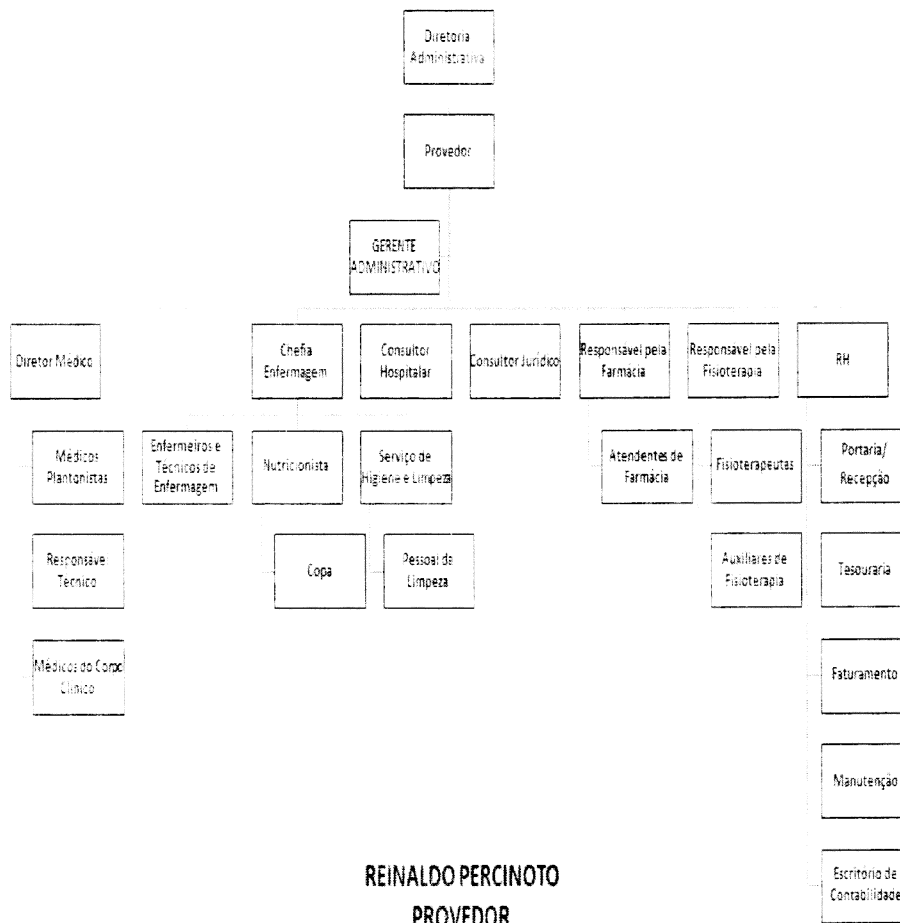 Diretoria
Administrativa
Provedor
GERENTE
ADMINISTRATIVO
Diretor Médico
Chefia
Enfermagem
Consultor
Hospitalar
Consultor Jurídico
Responsável pela
Farmácia
Responsável pela
Fisioterapia
RH
Médicos
Plantonistas
Enfermeiros e
Técnicos de
Enfermagem
Nutricionista
Serviço de
Higiene e Limpeza
Atendentes de
Farmácia
Fisioterapeutas
Portaria/
Recepção
Responsável
Técnico
Copa
Pessoal da
Limpeza
Auxiliares de
Fisioterapia
Tesouraria
Médicos do Corpo
Clínico
Faturamento
Manutenção
Escritório de
Contabilidade
REINALDO PERCINOTO
PROVEDOR